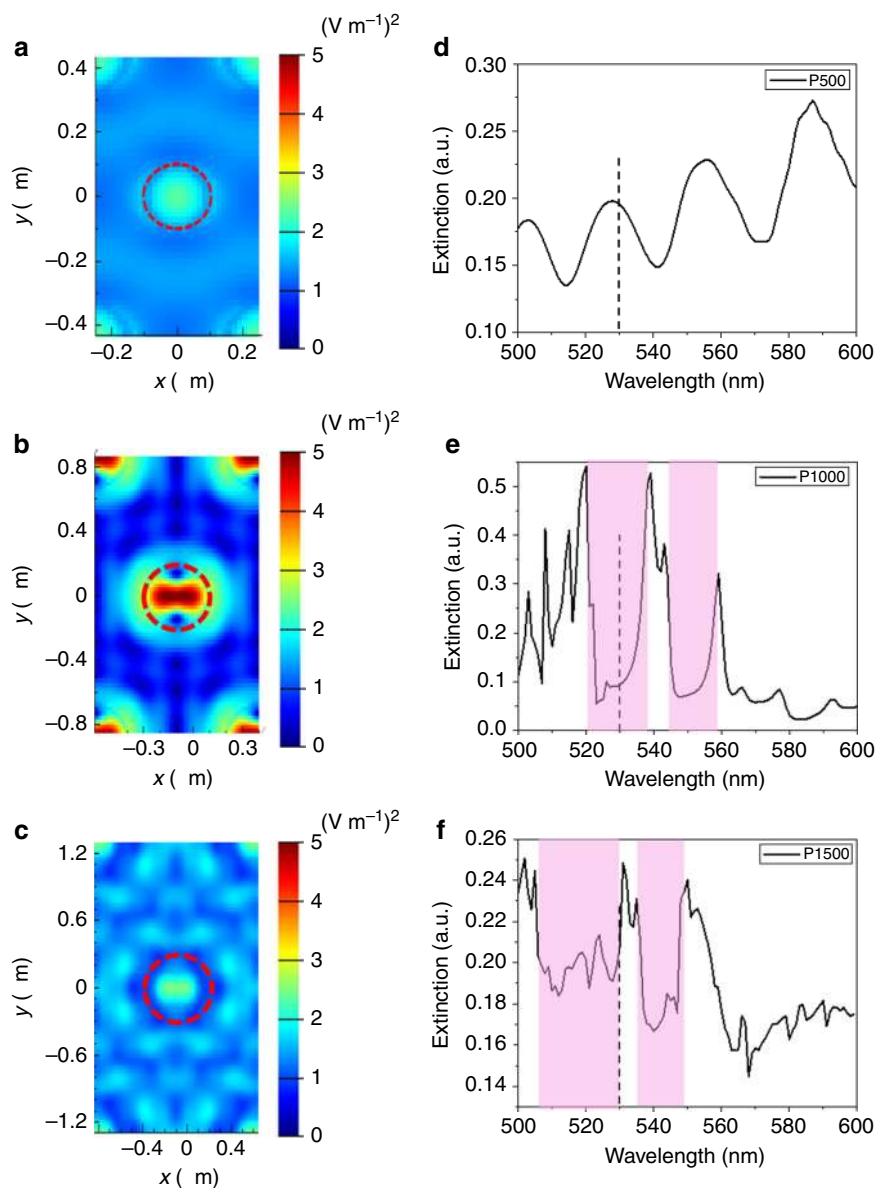 a
(V m⁻¹)²
0.4
0.2
0
−0.2
−0.4
y ( m)
−0.2 0 0.2
x ( m)
5
4
3
2
1
0
d
0.30
0.25
0.20
0.15
0.10
Extinction (a.u.)
P500
500 520 540 560 580 600
Wavelength (nm)
b
(V m⁻¹)²
0.8
0.4
0
−0.4
−0.8
y ( m)
−0.3 0 0.3
x ( m)
5
4
3
2
1
0
e
0.5
0.4
0.3
0.2
0.1
0.0
Extinction (a.u.)
P1000
500 520 540 560 580 600
Wavelength (nm)
c
(V m⁻¹)²
1.2
0.6
0
−0.6
−1.2
y ( m)
−0.4 0 0.4
x ( m)
5
4
3
2
1
0
f
0.26
0.24
0.22
0.20
0.18
0.16
0.14
Extinction (a.u.)
P1500
500 520 540 560 580 600
Wavelength (nm)